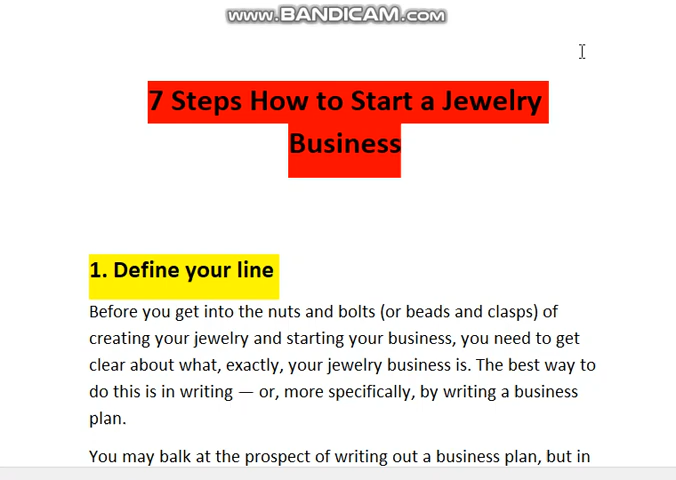 www.BANDICAM.com
7 Steps How to Start a Jewelry
Business
1. Define your line
Before you get into the nuts and bolts (or beads and clasps) of
creating your jewelry and starting your business, you need to get
clear about what, exactly, your jewelry business is. The best way to
do this is in writing — or, more specifically, by writing a business
plan.
You may balk at the prospect of writing out a business plan, but in